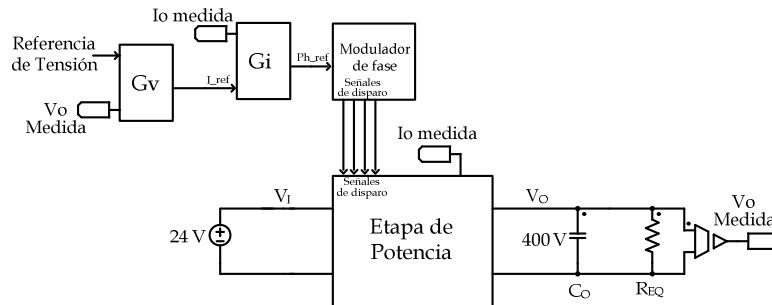 Io medida
Referencia
de Tensión
Gv
I_ref
Gi
Ph_ref
Modulador
de fase
Señales
de disparo
Vo
Medida
Io medida
Señales
de disparo
VI
24 V
Etapa de
Potencia
VO
400 V
CO
REQ
Vo
Medida